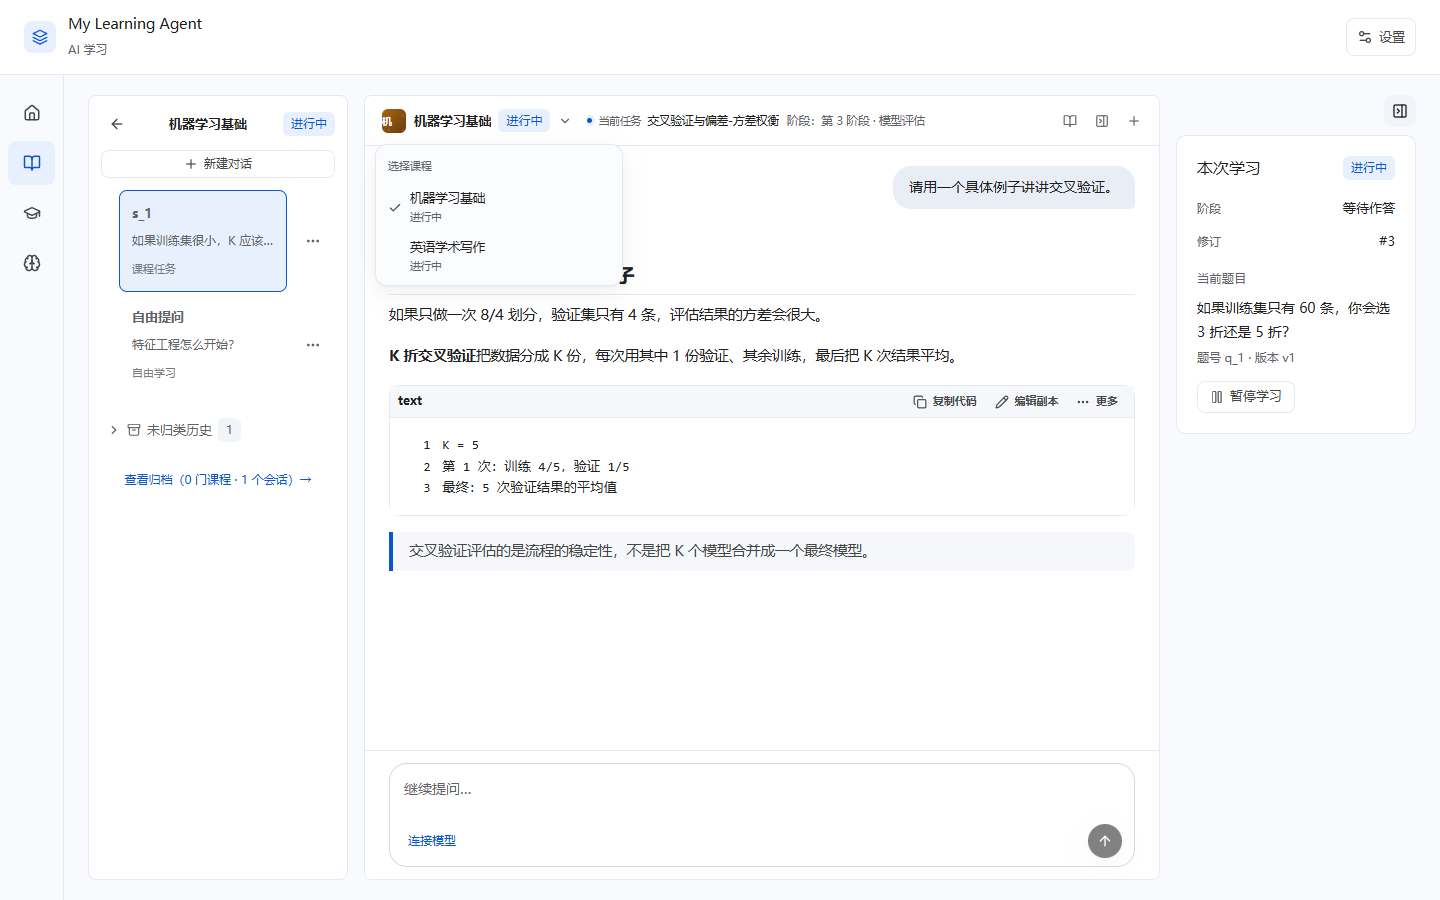 My Learning Agent
AI 学习
设置
机器学习基础
进行中
新建对话
s_1
如果训练集很小，K 应该...
课程任务
自由提问
特征工程怎么开始？
自由学习
未归类历史 1
查看归档（0 门课程 · 1 个会话）→
机
机器学习基础 进行中 当前任务 交叉验证与偏差-方差权衡 阶段：第 3 阶段 · 模型评估
选择课程
机器学习基础
进行中
英语学术写作
进行中
请用一个具体例子讲讲交叉验证。
子
如果只做一次 8/4 划分，验证集只有 4 条，评估结果的方差会很大。
K 折交叉验证把数据分成 K 份，每次用其中 1 份验证、其余训练，最后把 K 次结果平均。
text 复制代码 编辑副本 更多
1 K = 5
2 第 1 次：训练 4/5，验证 1/5
3 最终：5 次验证结果的平均值
交叉验证评估的是流程的稳定性，不是把 K 个模型合并成一个最终模型。
继续提问...
连接模型
本次学习 进行中
阶段 等待作答
修订 #3
当前题目
如果训练集只有 60 条，你会选
3 折还是 5 折？
题号 q_1 · 版本 v1
暂停学习